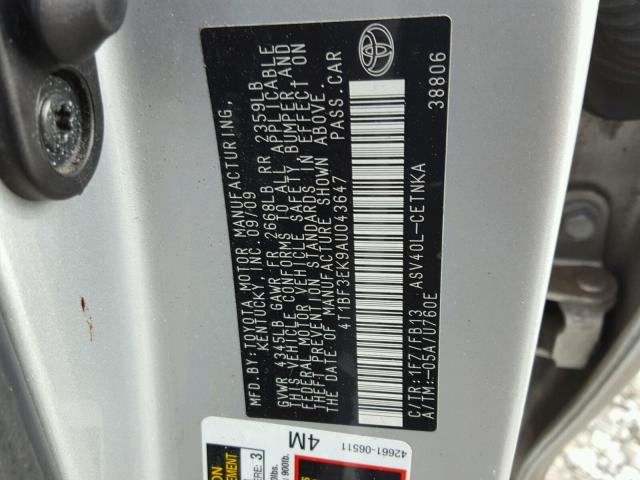 MFD.BY:TOYOTA MOTOR MANUFACTURING,
KENTUCKY, INC. 09/09
GVWR 4345LB GAWR FR 2668LB RR 2359LB
THIS VEHICLE CONFORMS TO ALL APPLICABLE
FEDERAL MOTOR VEHICLE SAFETY, BUMPER, AND
THEFT PREVENTION STANDARDS IN EFFECT ON
THE DATE OF MANUFACTURE SHOWN ABOVE.
4T1BF3EK9AU043647 PASS.CAR
C/TR:1F7/FB13 ASV40L-CETNKA
A/TM:-05A/U760E
38806
4M
42661-06511